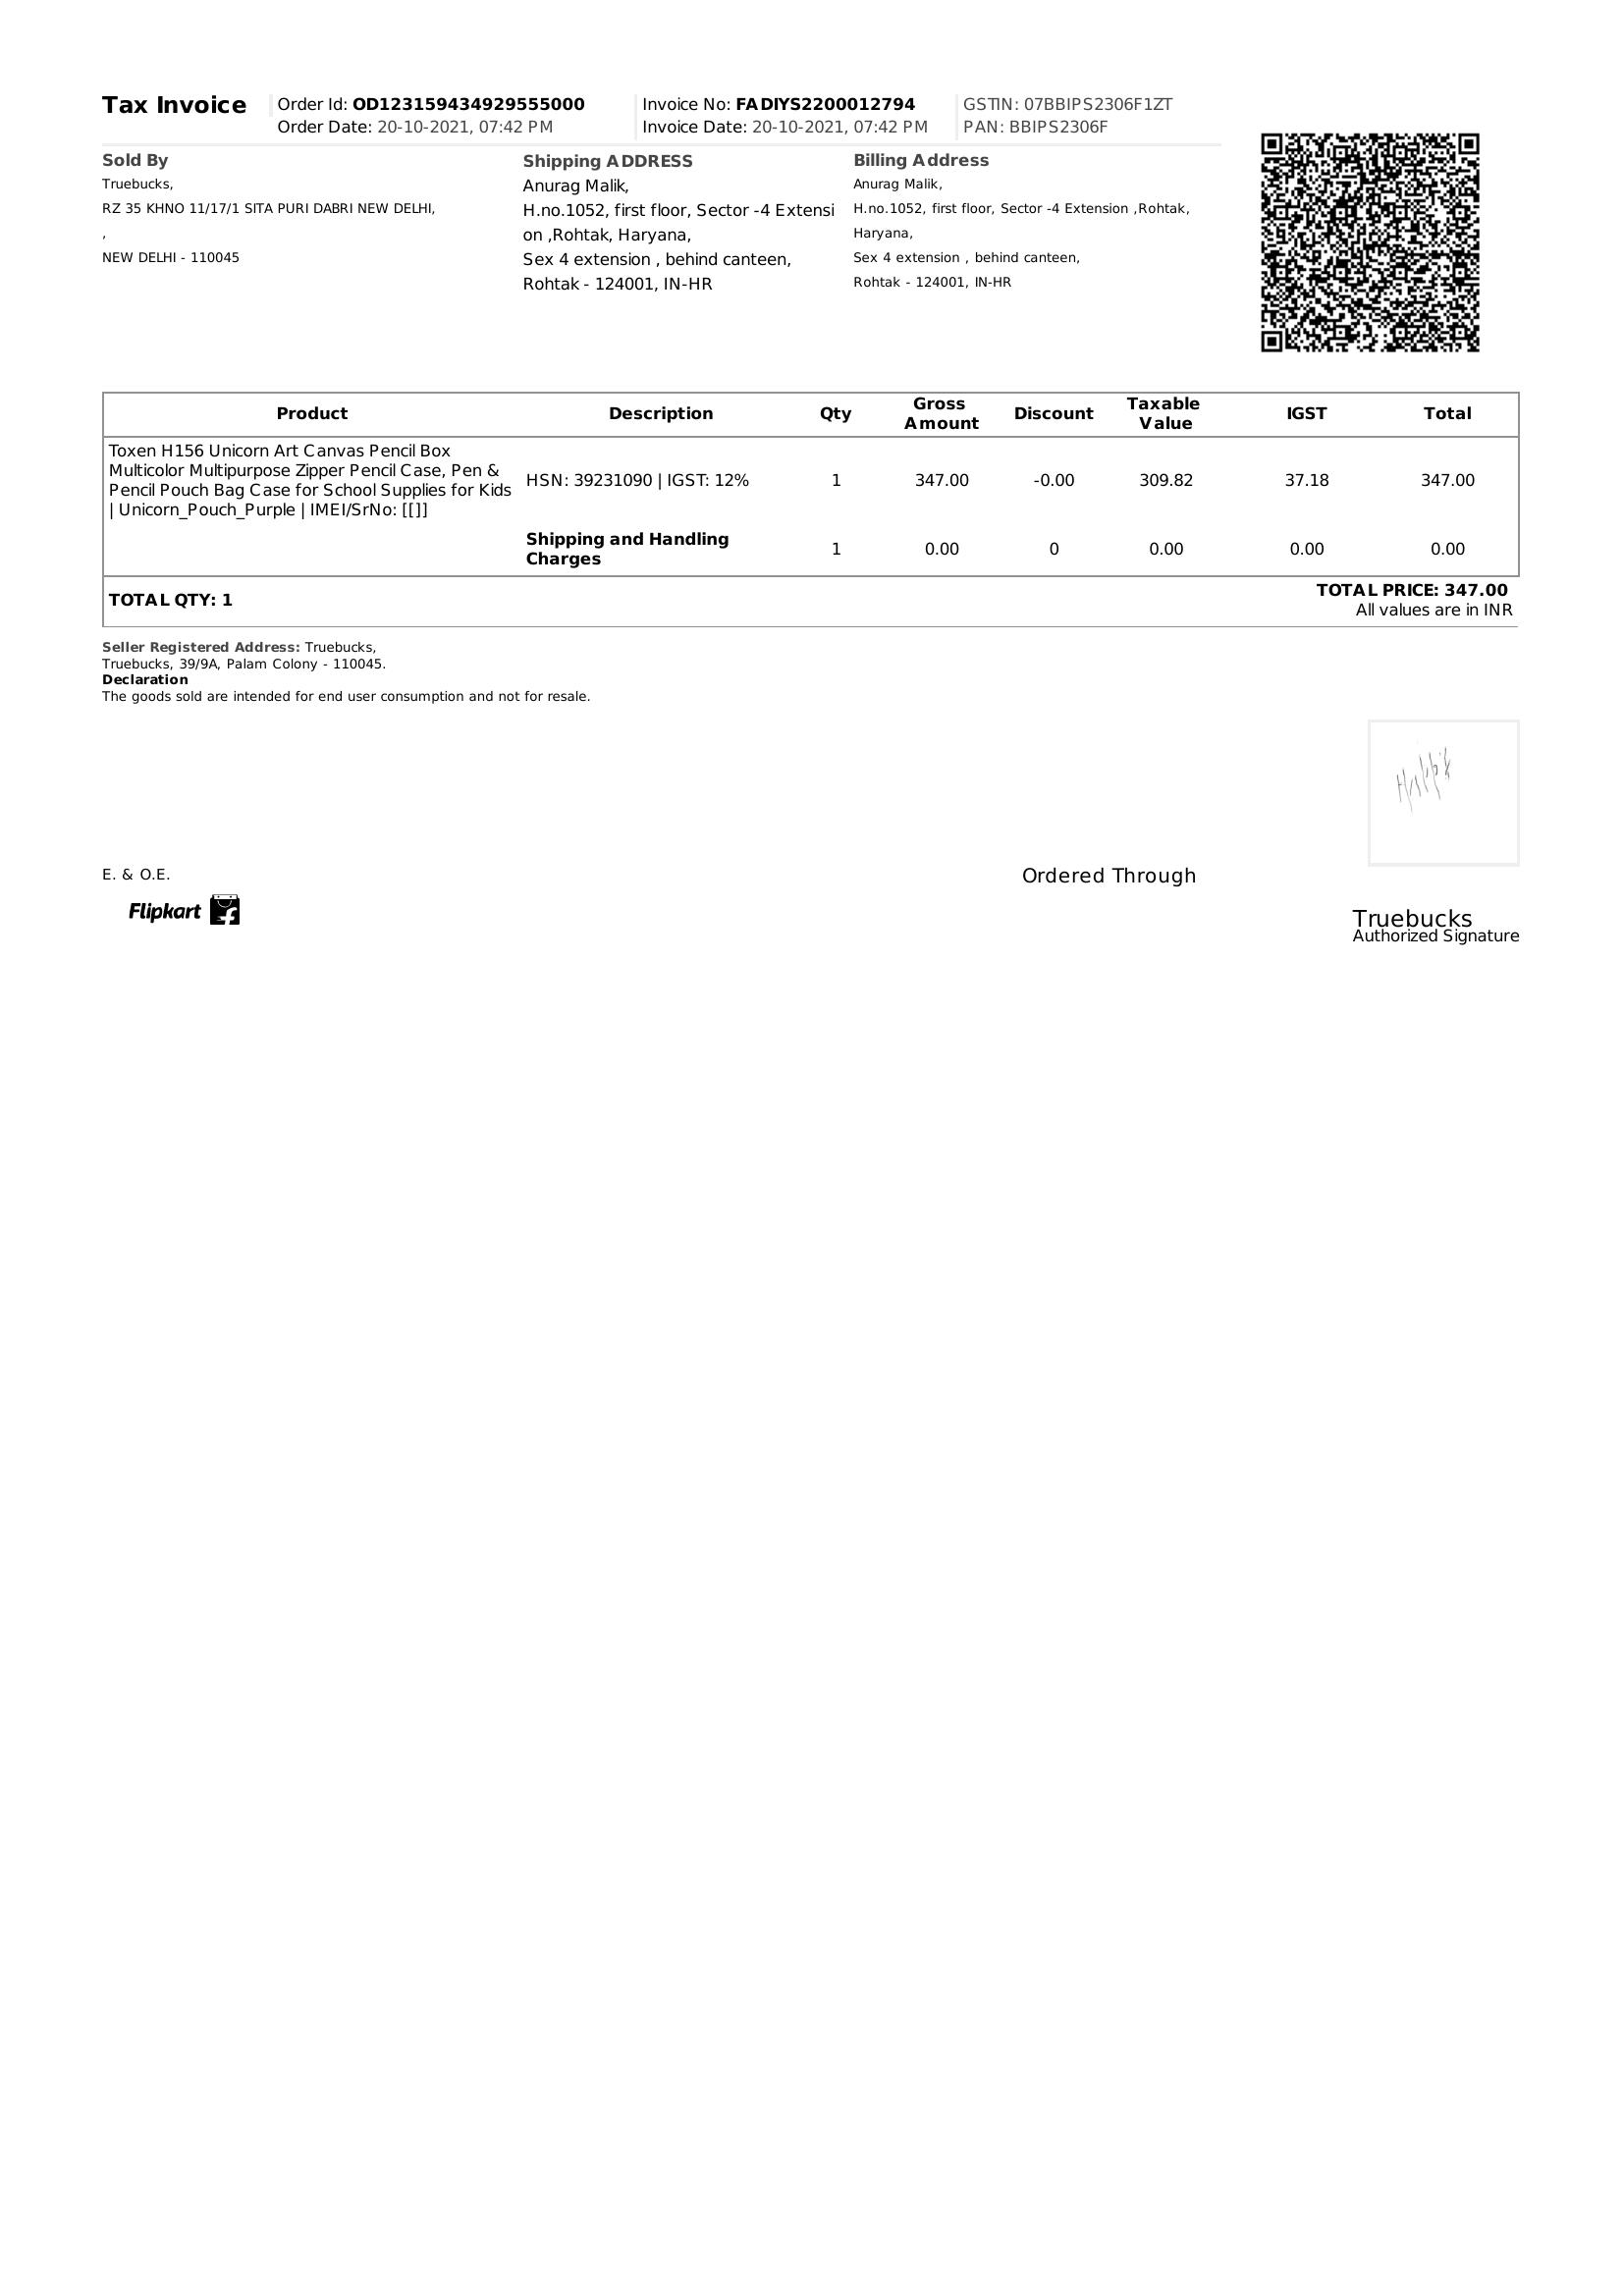 Tax Invoice
Order Id: OD123159434929555000
Order Date: 20-10-2021, 07:42 PM
Invoice No: FADIYS2200012794
Invoice Date: 20-10-2021, 07:42 PM
GSTIN: 07BBIPS2306F1ZT
PAN: BBIPS2306F
Sold By
Truebucks,
RZ 35 KHNO 11/17/1 SITA PURI DABRI NEW DELHI,
,
NEW DELHI - 110045
Shipping ADDRESS
Anurag Malik,
H.no.1052, first floor, Sector -4 Extensi
on ,Rohtak, Haryana,
Sex 4 extension , behind canteen,
Rohtak - 124001, IN-HR
Billing Address
Anurag Malik,
H.no.1052, first floor, Sector -4 Extension ,Rohtak,
Haryana,
Sex 4 extension , behind canteen,
Rohtak - 124001, IN-HR
Product Description Qty Gross Amount Discount Taxable Value IGST Total
Toxen H156 Unicorn Art Canvas Pencil Box
Multicolor Multipurpose Zipper Pencil Case, Pen &
Pencil Pouch Bag Case for School Supplies for Kids
| Unicorn_Pouch_Purple | IMEI/SrNo: [[]]
HSN: 39231090 | IGST: 12% 1 347.00 -0.00 309.82 37.18 347.00
Shipping and Handling
Charges
1 0.00 0 0.00 0.00 0.00
TOTAL QTY: 1
TOTAL PRICE: 347.00
All values are in INR
Seller Registered Address: Truebucks,
Truebucks, 39/9A, Palam Colony - 110045.
Declaration
The goods sold are intended for end user consumption and not for resale.
E. & O.E.
Ordered Through
Flipkart
Truebucks
Authorized Signature